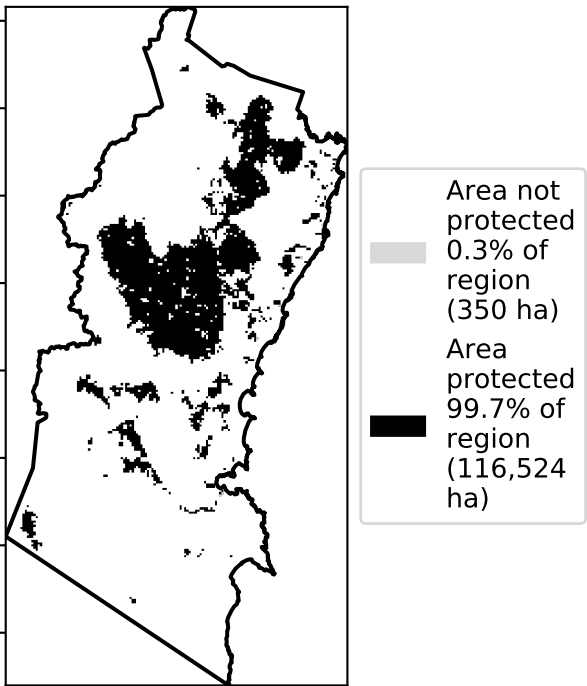 Area not
protected
0.3% of
region
(350 ha)
Area
protected
99.7% of
region
(116,524
ha)